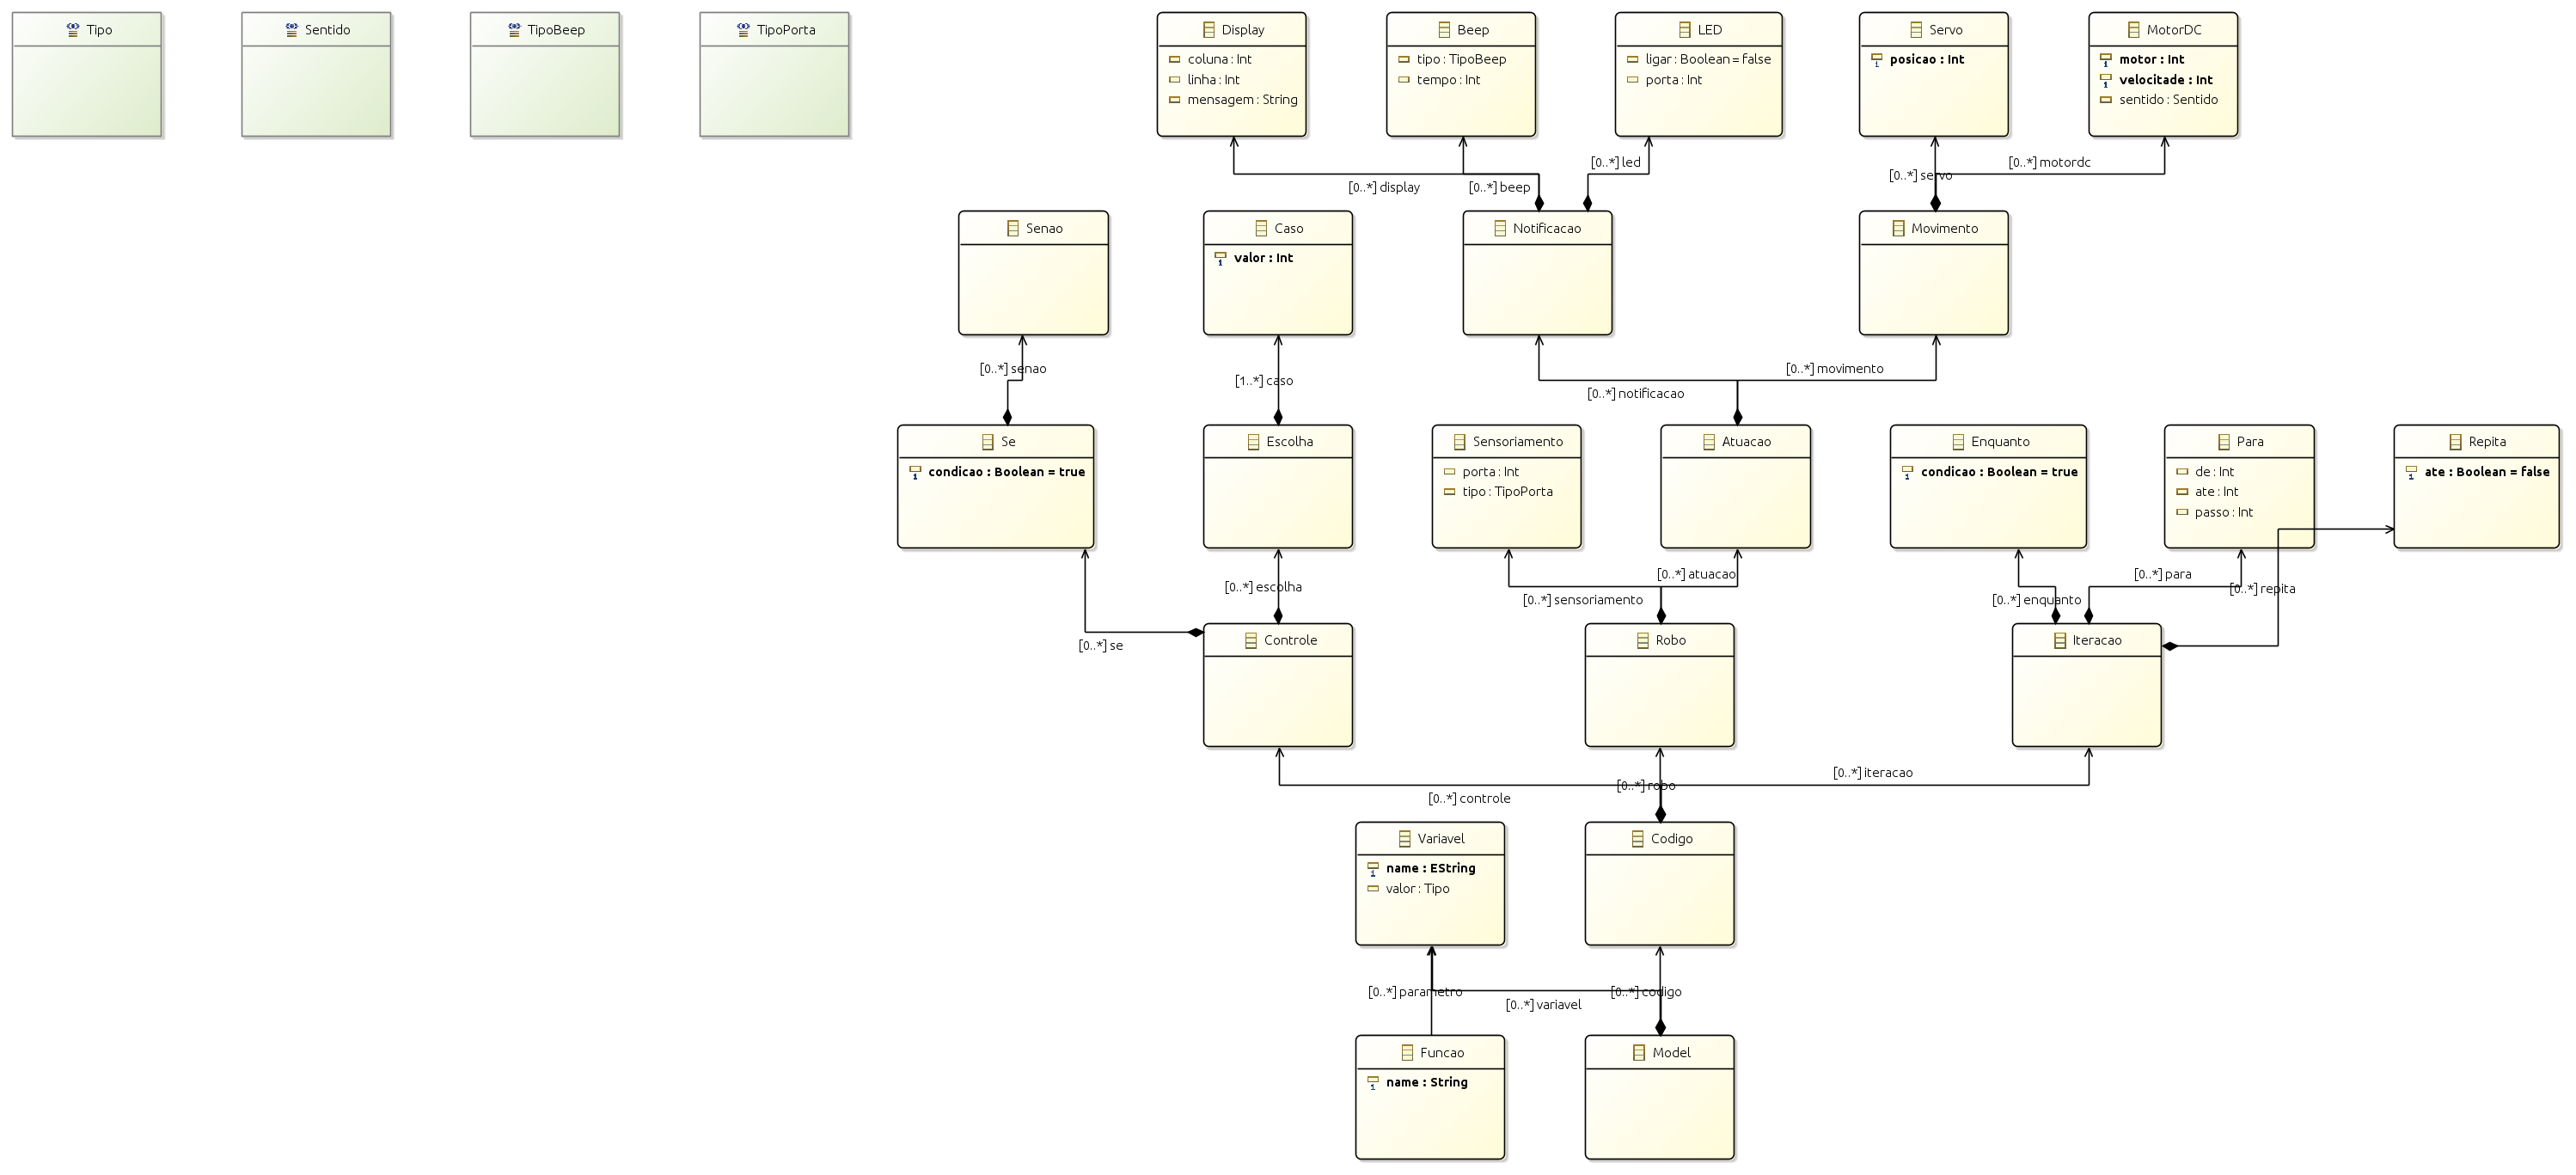 Tipo
Sentido
TipoBeep
TipoPorta
Display
coluna : Int
linha : Int
mensagem : String
Beep
tipo : TipoBeep
tempo : Int
LED
ligar : Boolean = false
porta : Int
Servo
posicao : Int
MotorDC
motor : Int
velocitade : Int
sentido : Sentido
[0..*] led
[0..*] motordc
[0..*] servo
[0..*] display
[0..*] beep
Senao
Caso
valor : Int
Notificacao
Movimento
[0..*] senao
[1..*] caso
[0..*] movimento
[0..*] notificacao
Se
condicao : Boolean = true
Escolha
Sensoriamento
porta : Int
tipo : TipoPorta
Atuacao
Enquanto
condicao : Boolean = true
Para
de : Int
ate : Int
passo : Int
Repita
ate : Boolean = false
[0..*] escolha
[0..*] atuacao
[0..*] sensoriamento
[0..*] para
[0..*] repita
[0..*] enquanto
[0..*] se
Controle
Robo
Iteracao
[0..*] iteracao
[0..*] robo
[0..*] controle
Variavel
name : EString
valor : Tipo
Codigo
[0..*] parametro
[0..*] codigo
[0..*] variavel
Funcao
name : String
Model